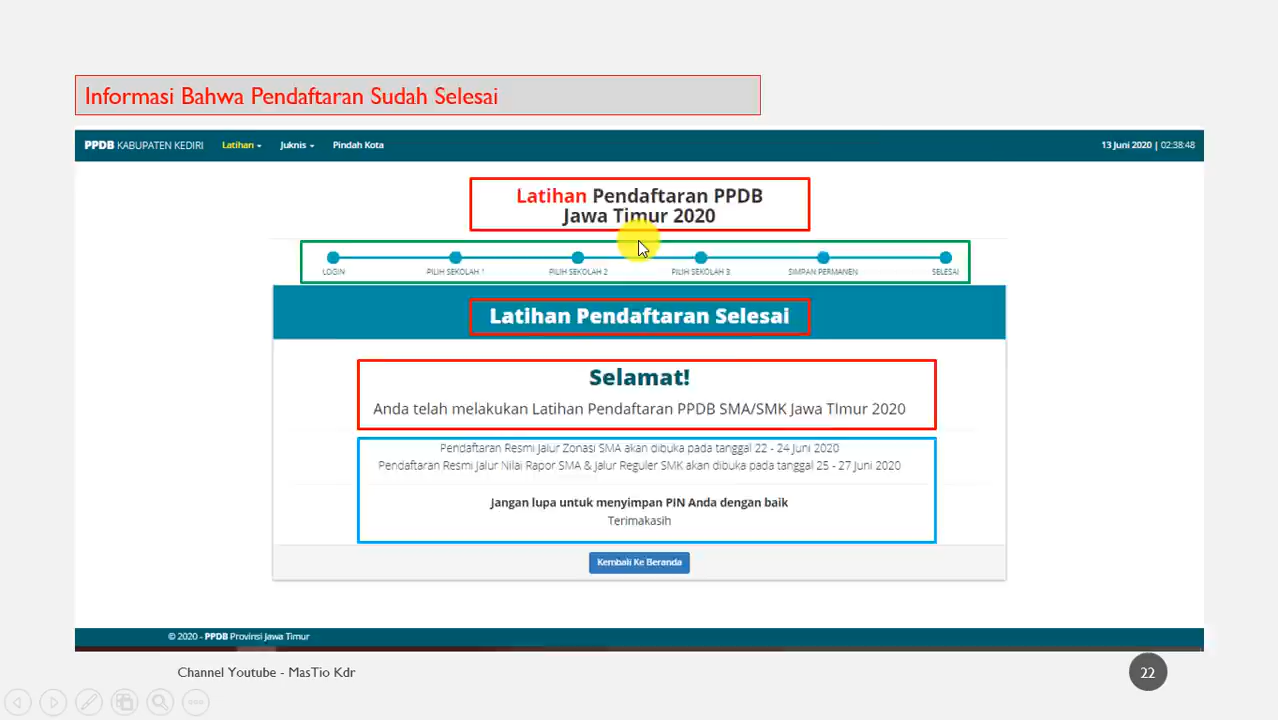 Informasi Bahwa Pendaftaran Sudah Selesai
PPDB KABUPATEN KEDIRI Latihan Juknis Pindah Kota 13 Juni 2020 | 02:38:48
Latihan Pendaftaran PPDB
Jawa Timur 2020
LOGIN PILIH SEKOLAH 1 PILIH SEKOLAH 2 PILIH SEKOLAH 3 SIMPAN PERMANEN SELESAI
Latihan Pendaftaran Selesai
Selamat!
Anda telah melakukan Latihan Pendaftaran PPDB SMA/SMK Jawa TImur 2020
Pendaftaran Resmi Jalur Zonasi SMA akan dibuka pada tanggal 22 - 24 Juni 2020
Pendaftaran Resmi Jalur Nilai Rapor SMA & Jalur Reguler SMK akan dibuka pada tanggal 25 - 27 Juni 2020
Jangan lupa untuk menyimpan PIN Anda dengan baik
Terimakasih
Kembali Ke Beranda
© 2020 - PPDB Provinsi Jawa Timur
Channel Youtube - MasTio Kdr
22